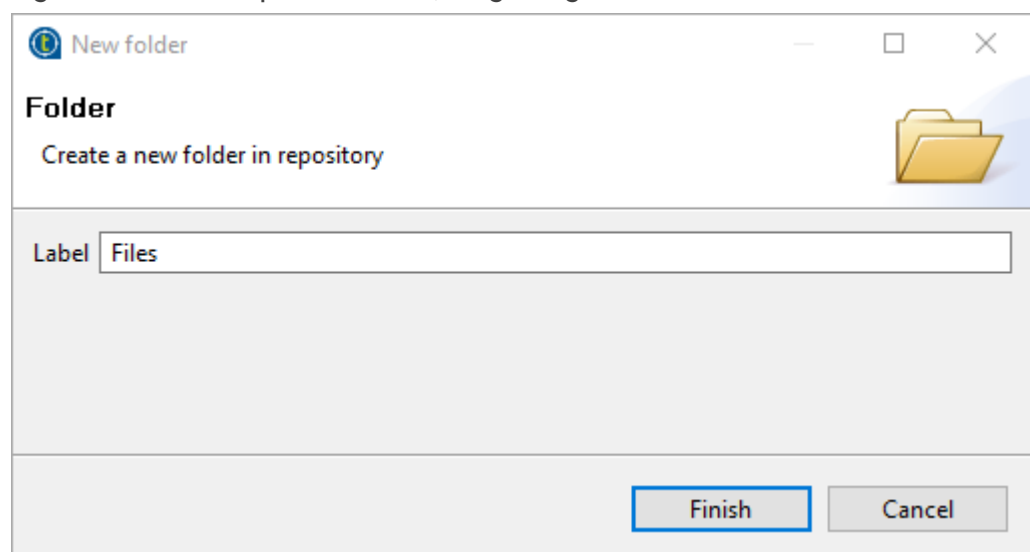 New folder
Folder
Create a new folder in repository
Label Files
Finish Cancel